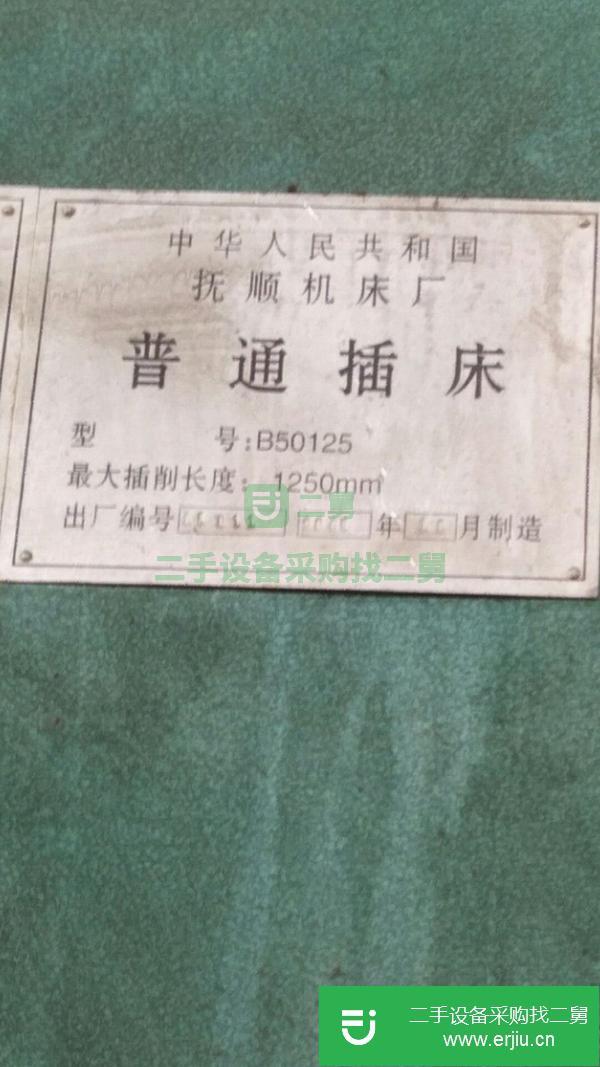 中华人民共和国
抚顺机床厂
普通插床
型 号:B50125
最大插削长度: 1250mm
出厂编号 年 月制造
二舅
二手设备采购找二舅
二手设备采购找二舅
www.erjiu.cn